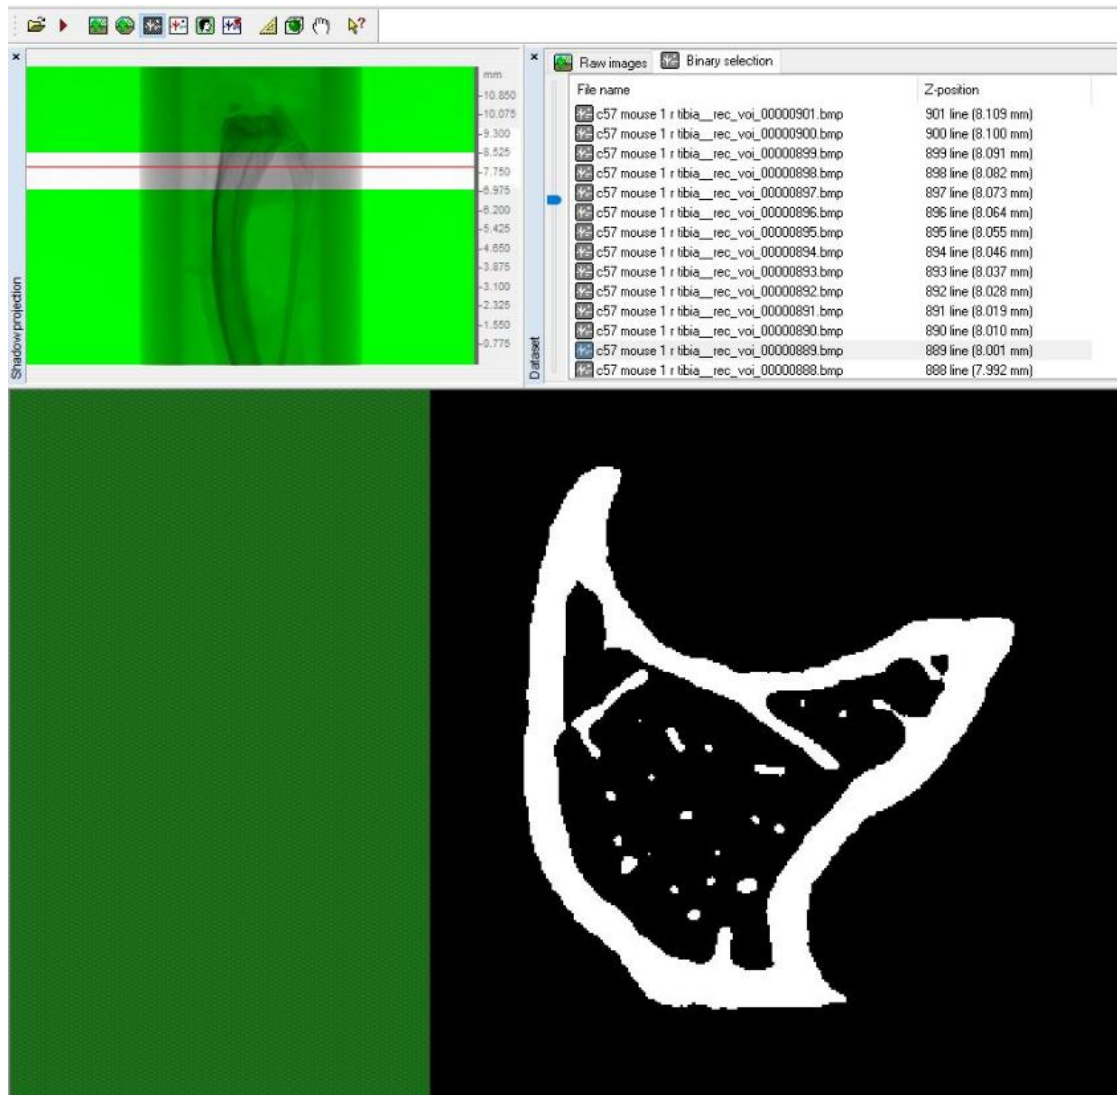 mm
10.850
10.075
9.300
8.525
7.750
6.975
6.200
5.425
4.650
3.875
3.100
2.325
1.550
0.775
Shadow projection
Dataset
Raw images Binary selection
File name Z-position
c57 mouse 1 r tibia__rec_voi_00000901.bmp 901 line (8.109 mm)
c57 mouse 1 r tibia__rec_voi_00000900.bmp 900 line (8.100 mm)
c57 mouse 1 r tibia__rec_voi_00000899.bmp 899 line (8.091 mm)
c57 mouse 1 r tibia__rec_voi_00000898.bmp 898 line (8.082 mm)
c57 mouse 1 r tibia__rec_voi_00000897.bmp 897 line (8.073 mm)
c57 mouse 1 r tibia__rec_voi_00000896.bmp 896 line (8.064 mm)
c57 mouse 1 r tibia__rec_voi_00000895.bmp 895 line (8.055 mm)
c57 mouse 1 r tibia__rec_voi_00000894.bmp 894 line (8.046 mm)
c57 mouse 1 r tibia__rec_voi_00000893.bmp 893 line (8.037 mm)
c57 mouse 1 r tibia__rec_voi_00000892.bmp 892 line (8.028 mm)
c57 mouse 1 r tibia__rec_voi_00000891.bmp 891 line (8.019 mm)
c57 mouse 1 r tibia__rec_voi_00000890.bmp 890 line (8.010 mm)
c57 mouse 1 r tibia__rec_voi_00000889.bmp 889 line (8.001 mm)
c57 mouse 1 r tibia__rec_voi_00000888.bmp 888 line (7.992 mm)